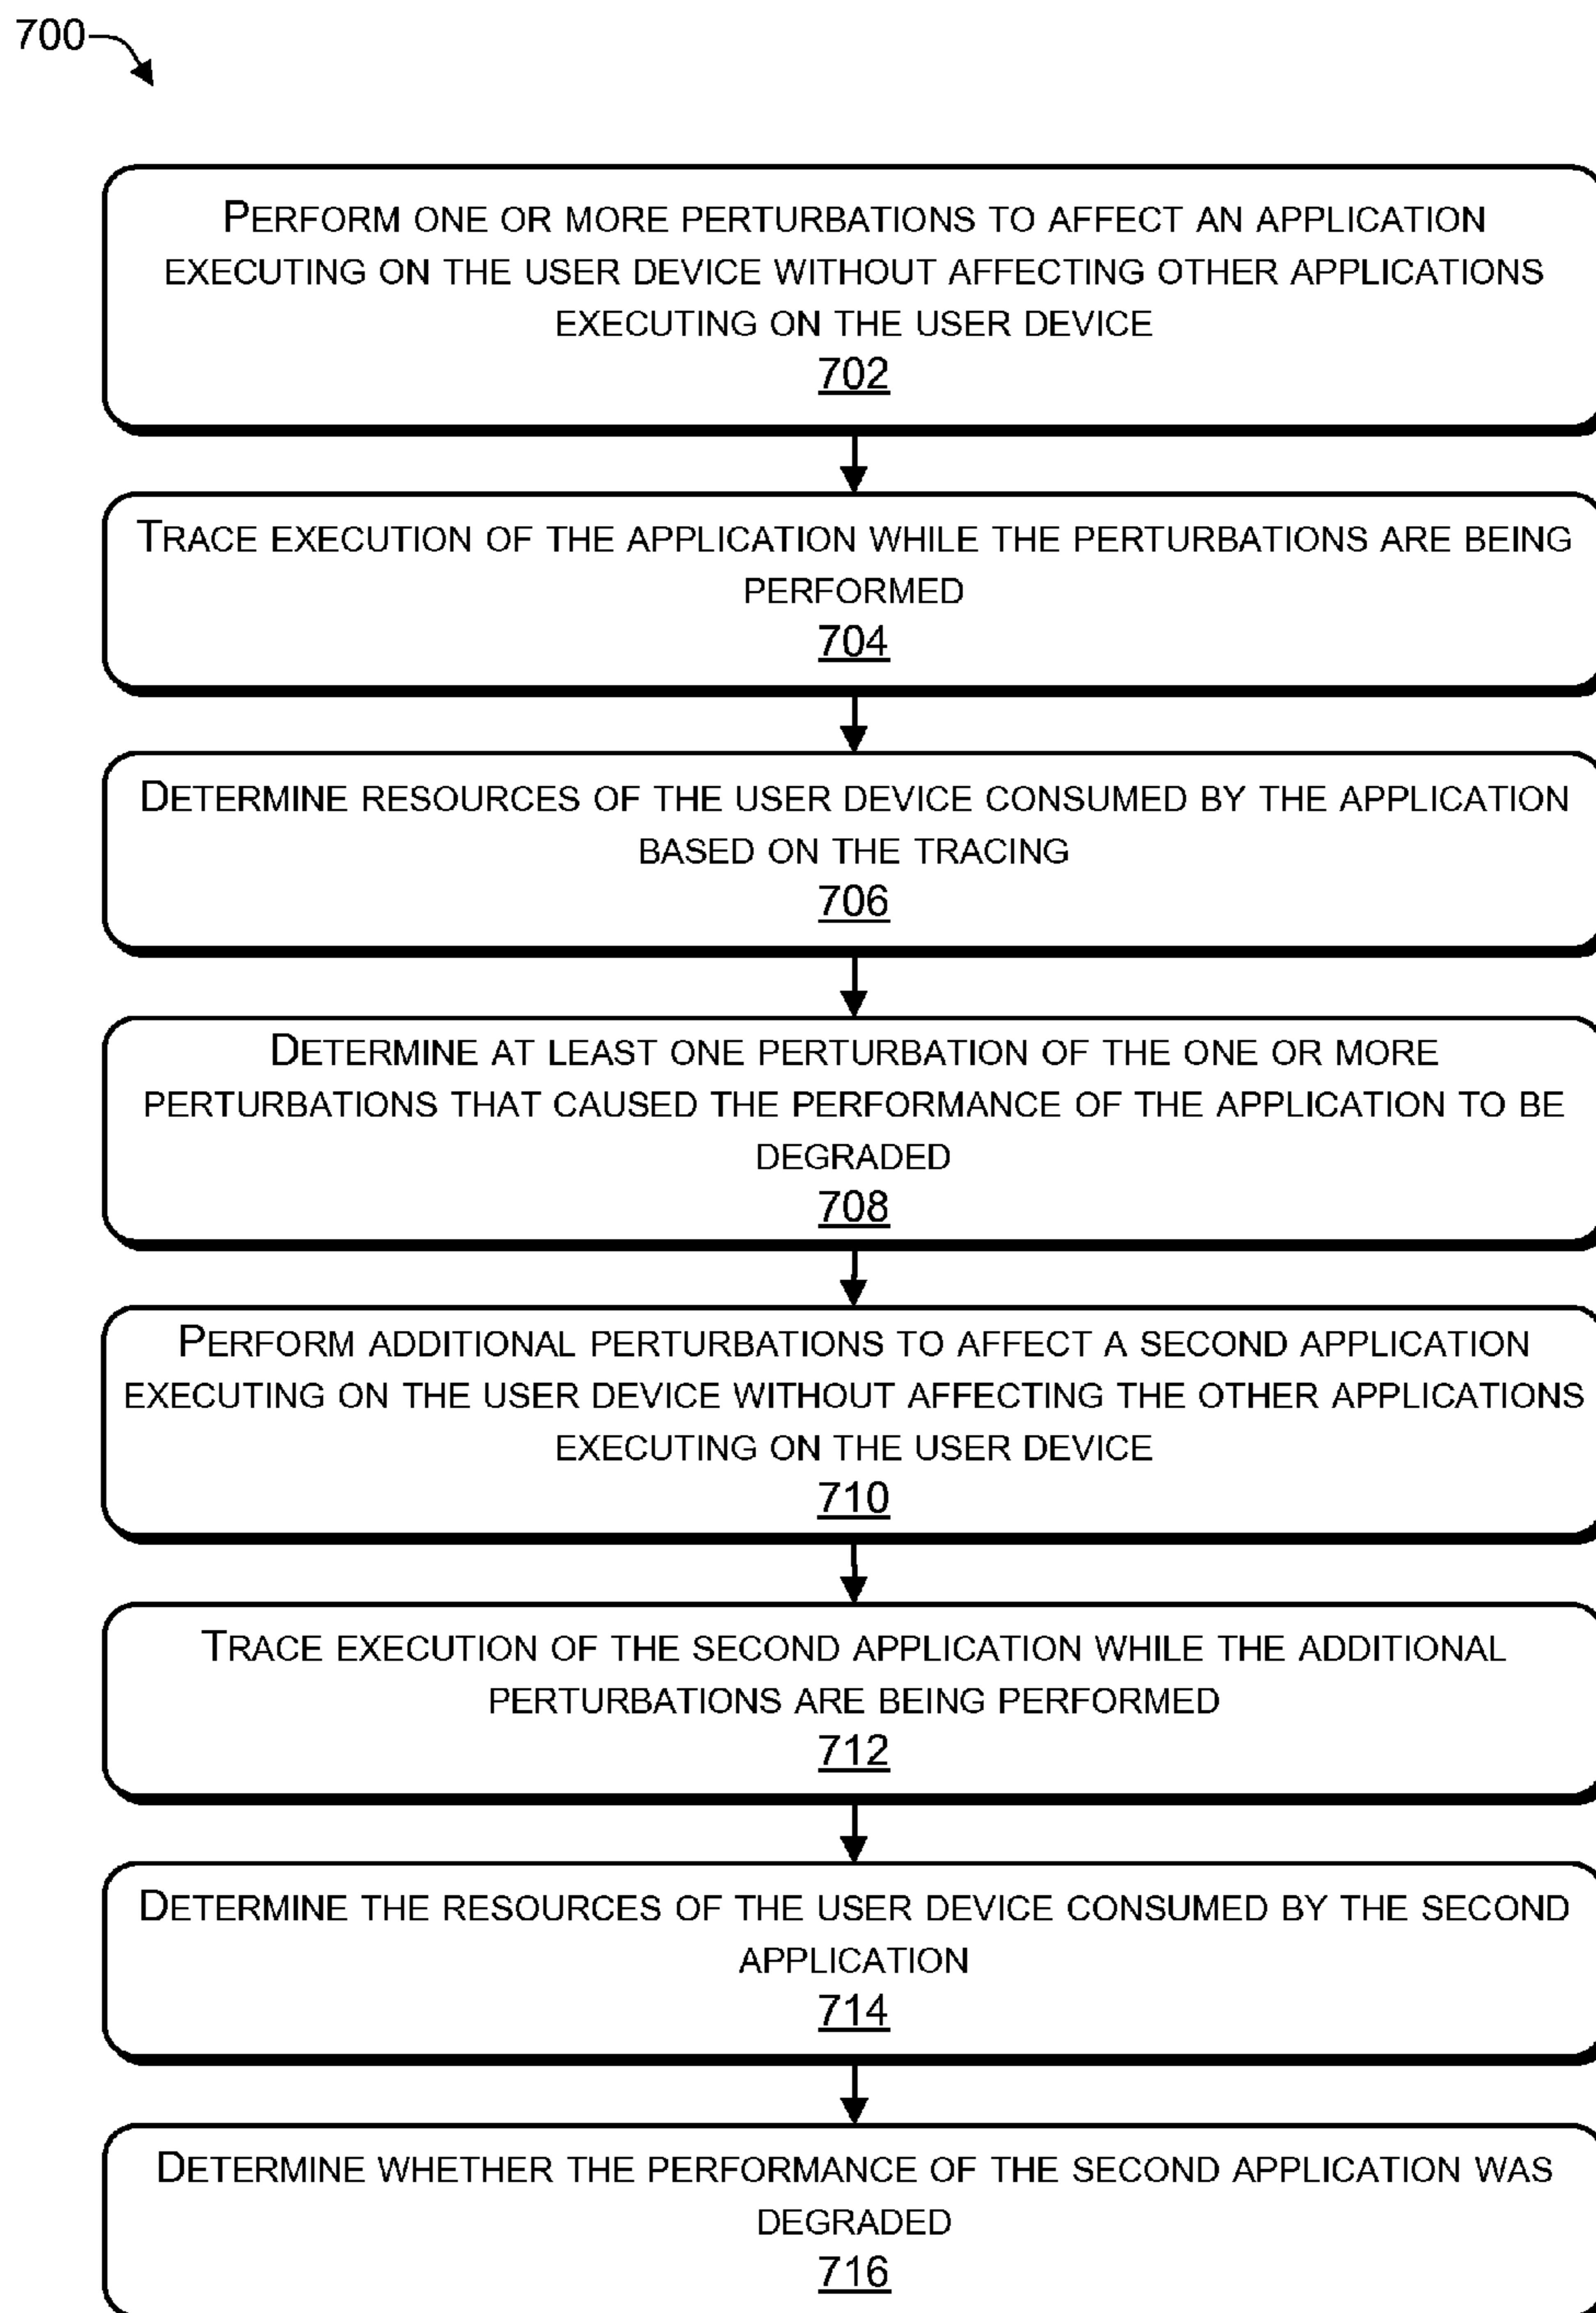 700
PERFORM ONE OR MORE PERTURBATIONS TO AFFECT AN APPLICATION
EXECUTING ON THE USER DEVICE WITHOUT AFFECTING OTHER APPLICATIONS
EXECUTING ON THE USER DEVICE
702
TRACE EXECUTION OF THE APPLICATION WHILE THE PERTURBATIONS ARE BEING
PERFORMED
704
DETERMINE RESOURCES OF THE USER DEVICE CONSUMED BY THE APPLICATION
BASED ON THE TRACING
706
DETERMINE AT LEAST ONE PERTURBATION OF THE ONE OR MORE
PERTURBATIONS THAT CAUSED THE PERFORMANCE OF THE APPLICATION TO BE
DEGRADED
708
PERFORM ADDITIONAL PERTURBATIONS TO AFFECT A SECOND APPLICATION
EXECUTING ON THE USER DEVICE WITHOUT AFFECTING THE OTHER APPLICATIONS
EXECUTING ON THE USER DEVICE
710
TRACE EXECUTION OF THE SECOND APPLICATION WHILE THE ADDITIONAL
PERTURBATIONS ARE BEING PERFORMED
712
DETERMINE THE RESOURCES OF THE USER DEVICE CONSUMED BY THE SECOND
APPLICATION
714
DETERMINE WHETHER THE PERFORMANCE OF THE SECOND APPLICATION WAS
DEGRADED
716